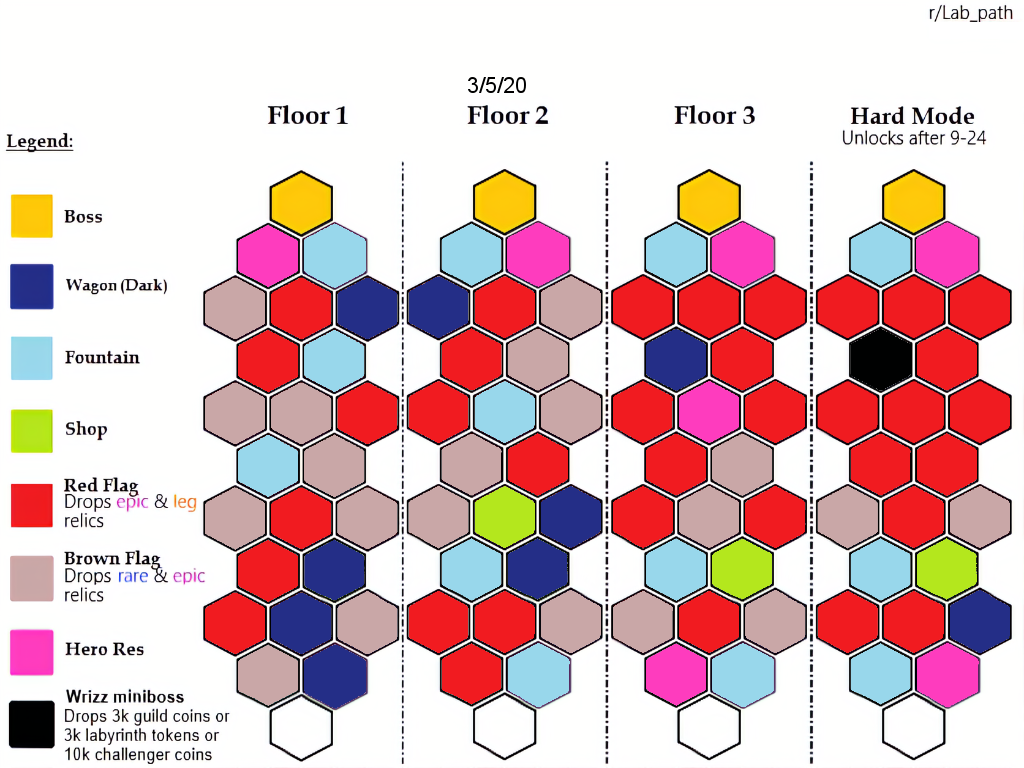 r/Lab_path
3/5/20
Floor 1
Floor 2
Floor 3
Hard Mode
Unlocks after 9-24
Legend:
Boss
Wagon (Dark)
Fountain
Shop
Red Flag
Drops epic & leg
relics
Brown Flag
Drops rare & epic
relics
Hero Res
Wrizz miniboss
Drops 3k guild coins or
3k labyrinth tokens or
10k challenger coins